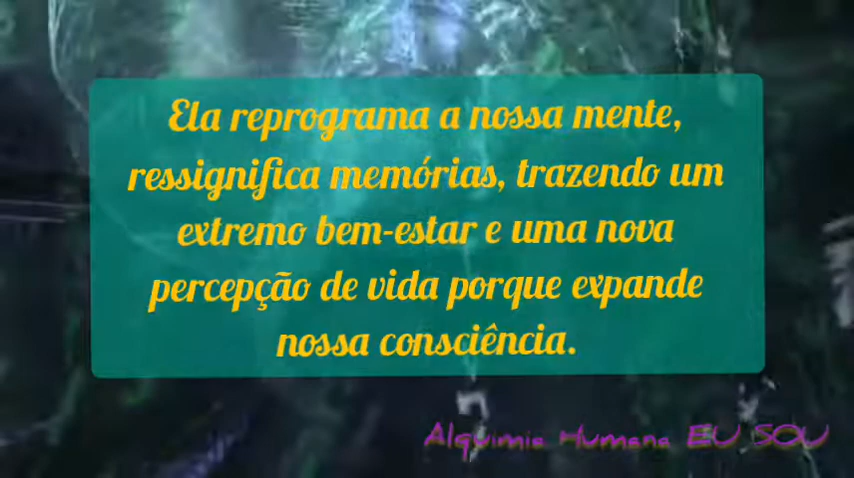 Ela reprograma a nossa mente,
ressignifica memórias, trazendo um
extremo bem-estar e uma nova
percepção de vida porque expande
nossa consciência.
Alquimia Humana EU SOU